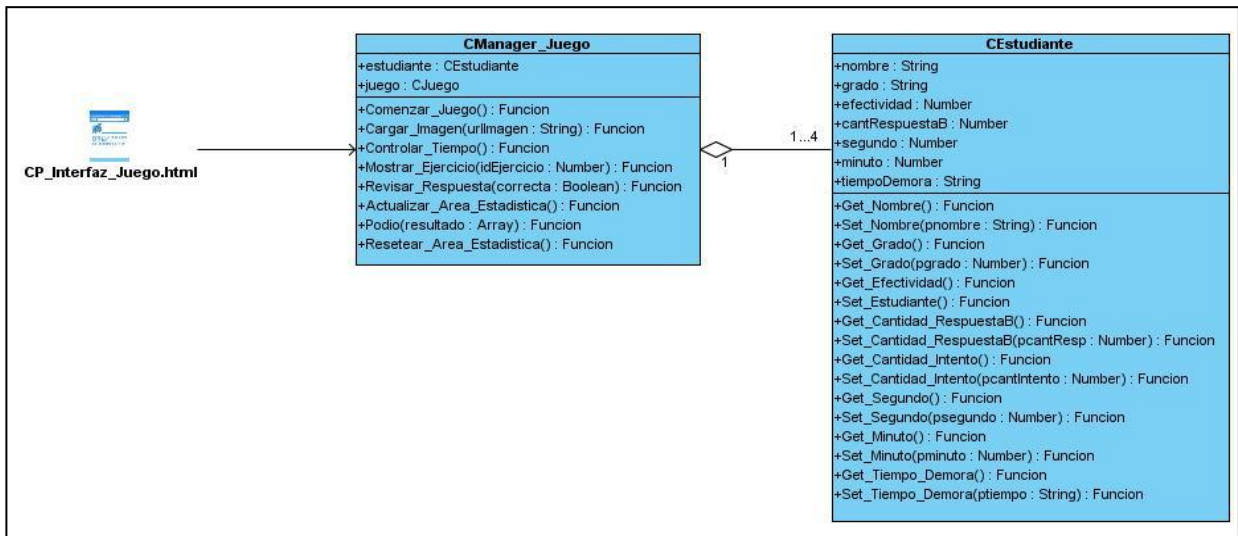 CP_Interfaz_Juego.html
CManager_Juego
+estudiante : CEstudiante
+juego : CJuego
+Comenzar_Juego() : Funcion
+Cargar_Imagen(urlImagen : String) : Funcion
+Controlar_Tiempo() : Funcion
+Mostrar_Ejercicio(idEjercicio : Number) : Funcion
+Revisar_Respuesta(correcta : Boolean) : Funcion
+Actualizar_Area_Estadistica() : Funcion
+Podio(resultado : Array) : Funcion
+Resetear_Area_Estadistica() : Funcion
1
1...4
CEstudiante
+nombre : String
+grado : String
+efectividad : Number
+cantRespuestaB : Number
+segundo : Number
+minuto : Number
+tiempoDemora : String
+Get_Nombre() : Funcion
+Set_Nombre(pnombre : String) : Funcion
+Get_Grado() : Funcion
+Set_Grado(pgrado : Number) : Funcion
+Get_Efectividad() : Funcion
+Set_Estudiante() : Funcion
+Get_Cantidad_RespuestaB() : Funcion
+Set_Cantidad_RespuestaB(pcantResp : Number) : Funcion
+Get_Cantidad_Intento() : Funcion
+Set_Cantidad_Intento(pcantIntento : Number) : Funcion
+Get_Segundo() : Funcion
+Set_Segundo(psegundo : Number) : Funcion
+Get_Minuto() : Funcion
+Set_Minuto(pminuto : Number) : Funcion
+Get_Tiempo_Demora() : Funcion
+Set_Tiempo_Demora(ptiempo : String) : Funcion